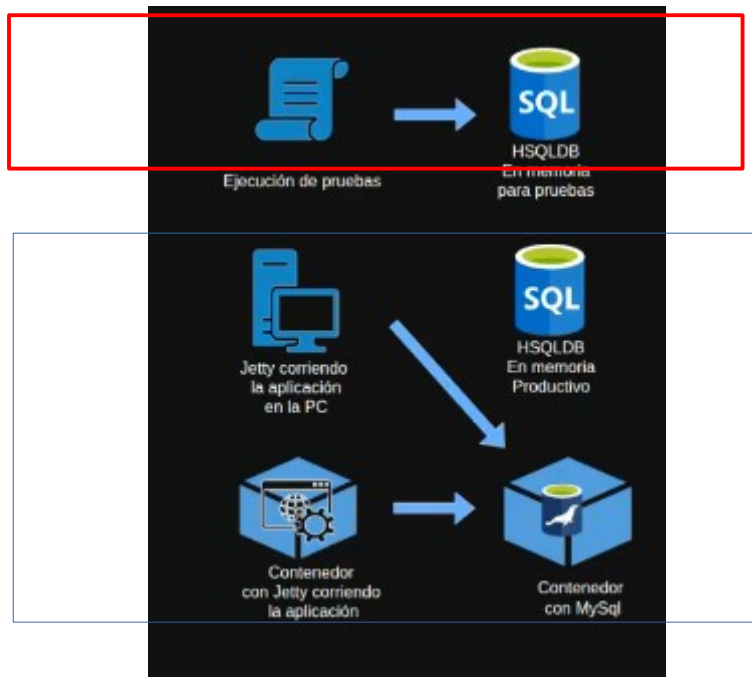 SQL
HSQLDB
En memoria
para pruebas
Ejecución de pruebas
Jetty corriendo
la aplicación
en la PC
SQL
HSQLDB
En memoria
Productivo
Contenedor
con Jetty corriendo
la aplicación
Contenedor
con MySql